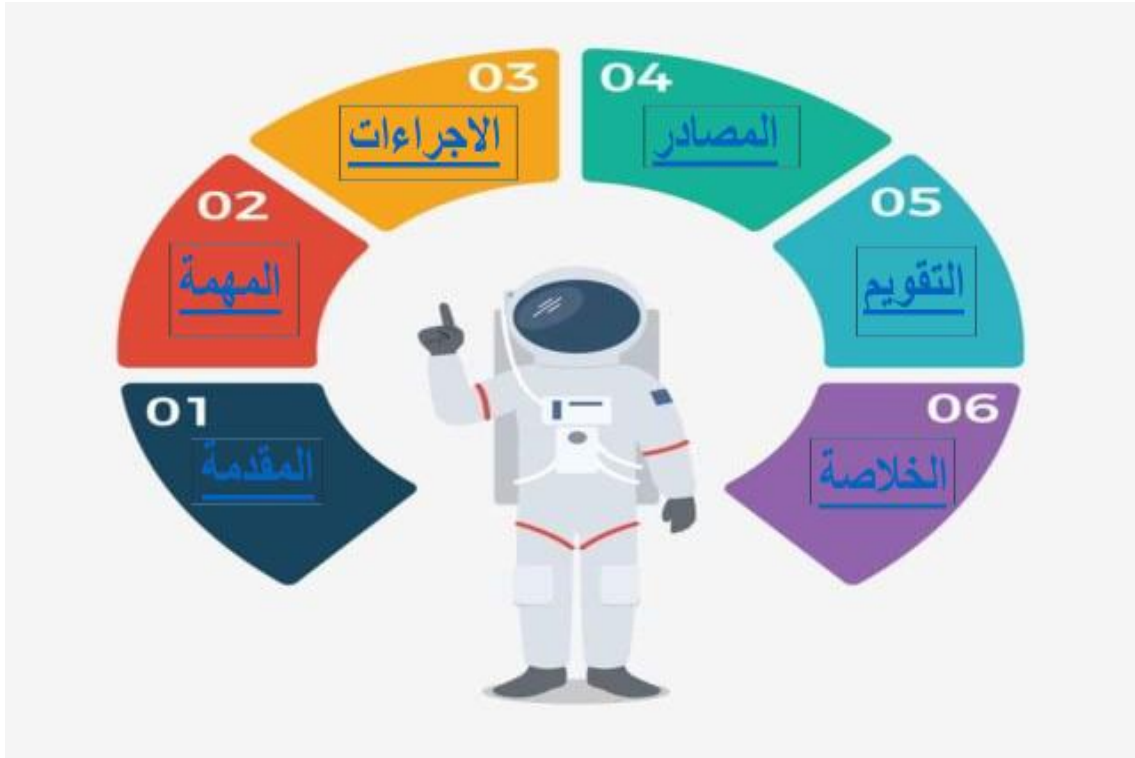 01
المقدمة
02
المهمة
03
الاجراءات
04
المصادر
05
التقويم
06
الخلاصة